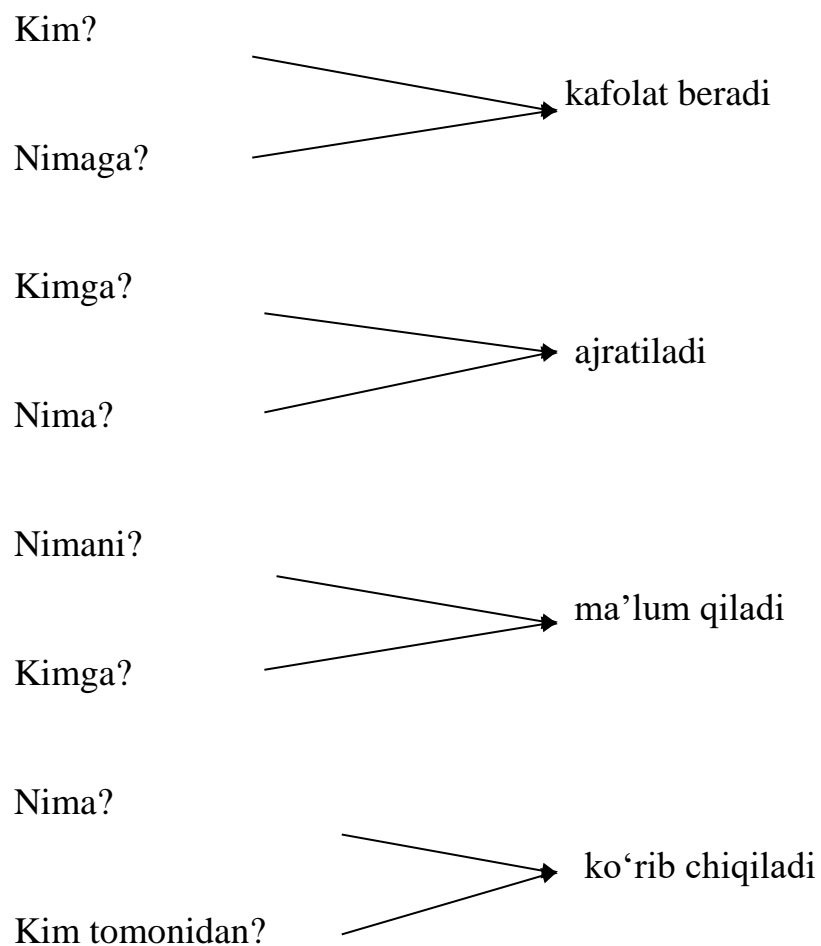 Kim?
kafolat beradi
Nimaga?
Kimga?
ajratiladi
Nima?
Nimani?
ma’lum qiladi
Kimga?
Nima?
ko‘rib chiqiladi
Kim tomonidan?